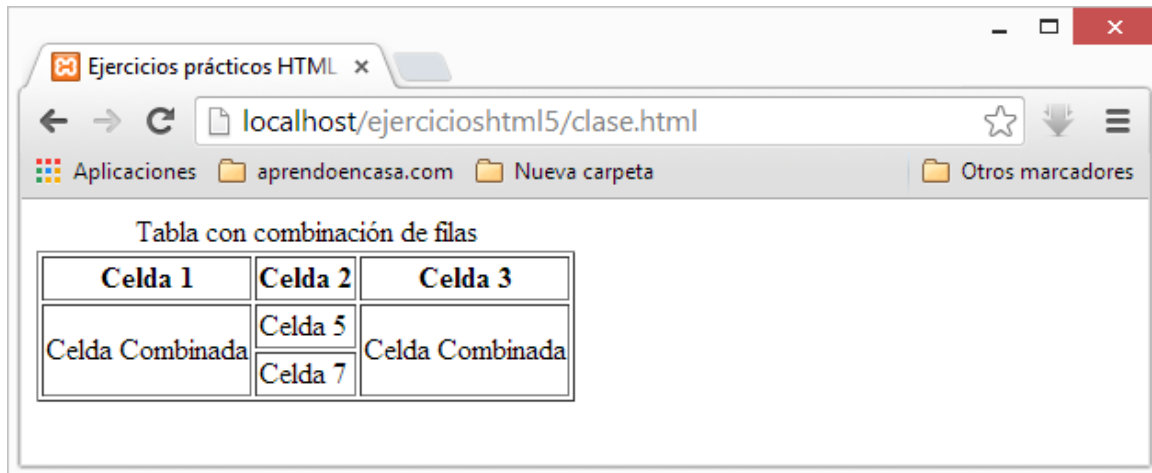 Ejercicios prácticos HTML
localhost/ejercicioshtml5/clase.html
Aplicaciones aprendoencasa.com Nueva carpeta Otros marcadores
Tabla con combinación de filas
Celda 1 Celda 2 Celda 3
Celda Combinada Celda 5 Celda Combinada
Celda 7